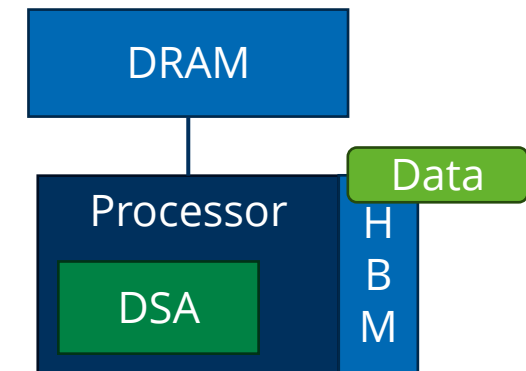 DRAM
Data
Processor
H
B
M
DSA